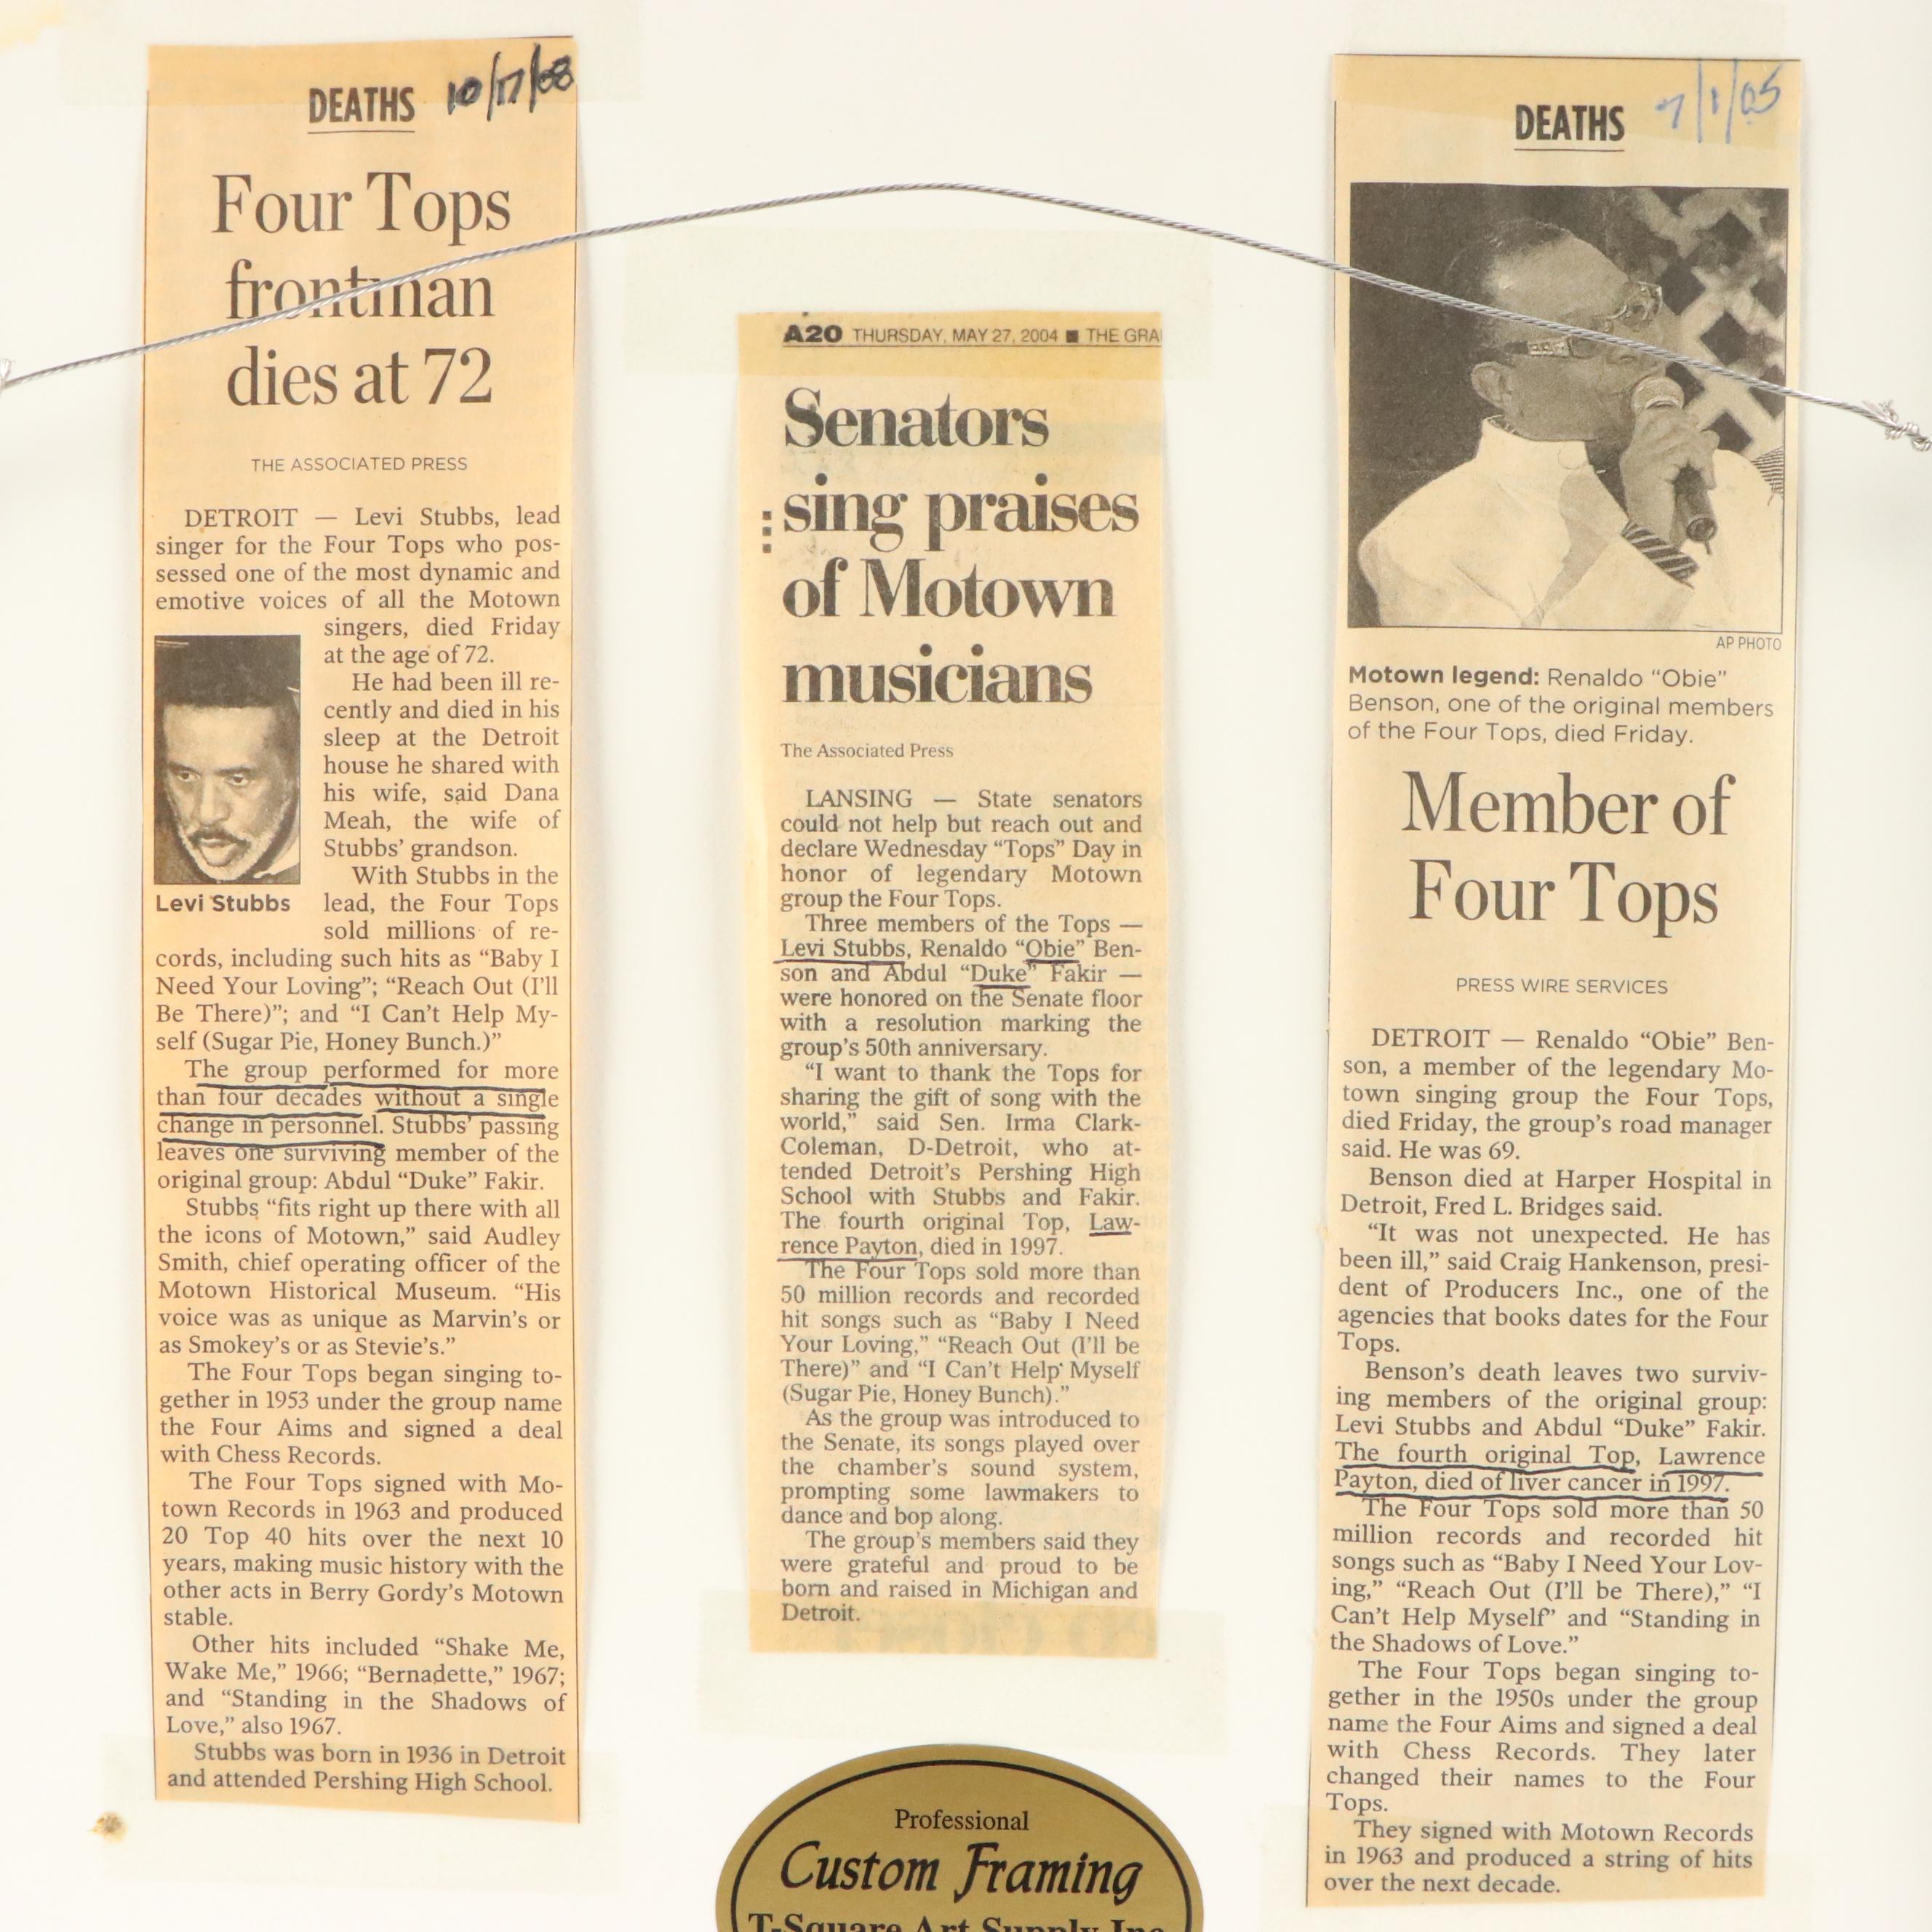 DEATHS 10/17/08
Four Tops
frontman
dies at 72
THE ASSOCIATED PRESS
DETROIT — Levi Stubbs, lead
singer for the Four Tops who pos-
sessed one of the most dynamic and
emotive voices of all the Motown
singers, died Friday
at the age of 72.
He had been ill re-
cently and died in his
sleep at the Detroit
house he shared with
his wife, said Dana
Meah, the wife of
Stubbs' grandson.
With Stubbs in the
lead, the Four Tops
sold millions of re-
Levi Stubbs
cords, including such hits as "Baby I
Need Your Loving"; "Reach Out (I'll
Be There)"; and "I Can't Help My-
self (Sugar Pie, Honey Bunch.)"
The group performed for more
than four decades without a single
change in personnel. Stubbs' passing
leaves one surviving member of the
original group: Abdul "Duke" Fakir.
Stubbs "fits right up there with all
the icons of Motown," said Audley
Smith, chief operating officer of the
Motown Historical Museum. "His
voice was as unique as Marvin's or
as Smokey's or as Stevie's."
The Four Tops began singing to-
gether in 1953 under the group name
the Four Aims and signed a deal
with Chess Records.
The Four Tops signed with Mo-
town Records in 1963 and produced
20 Top 40 hits over the next 10
years, making music history with the
other acts in Berry Gordy's Motown
stable.
Other hits included "Shake Me,
Wake Me," 1966; "Bernadette," 1967;
and "Standing in the Shadows of
Love," also 1967.
Stubbs was born in 1936 in Detroit
and attended Pershing High School.
A20 THURSDAY, MAY 27, 2004 ■ THE GRA
Senators
sing praises
of Motown
musicians
The Associated Press
LANSING — State senators
could not help but reach out and
declare Wednesday "Tops" Day in
honor of legendary Motown
group the Four Tops.
Three members of the Tops —
Levi Stubbs, Renaldo "Obie" Ben-
son and Abdul "Duke" Fakir —
were honored on the Senate floor
with a resolution marking the
group's 50th anniversary.
"I want to thank the Tops for
sharing the gift of song with the
world," said Sen. Irma Clark-
Coleman, D-Detroit, who at-
tended Detroit's Pershing High
School with Stubbs and Fakir.
The fourth original Top, Law-
rence Payton, died in 1997.
The Four Tops sold more than
50 million records and recorded
hit songs such as "Baby I Need
Your Loving," "Reach Out (I'll be
There)" and "I Can't Help Myself
(Sugar Pie, Honey Bunch)."
As the group was introduced to
the Senate, its songs played over
the chamber's sound system,
prompting some lawmakers to
dance and bop along.
The group's members said they
were grateful and proud to be
born and raised in Michigan and
Detroit.
Professional
Custom Framing
T-Square Art Supply Inc
DEATHS 7/1/05
AP PHOTO
Motown legend: Renaldo "Obie"
Benson, one of the original members
of the Four Tops, died Friday.
Member of
Four Tops
PRESS WIRE SERVICES
DETROIT — Renaldo "Obie" Ben-
son, a member of the legendary Mo-
town singing group the Four Tops,
died Friday, the group's road manager
said. He was 69.
Benson died at Harper Hospital in
Detroit, Fred L. Bridges said.
"It was not unexpected. He has
been ill," said Craig Hankenson, presi-
dent of Producers Inc., one of the
agencies that books dates for the Four
Tops.
Benson's death leaves two surviv-
ing members of the original group:
Levi Stubbs and Abdul "Duke" Fakir.
The fourth original Top, Lawrence
Payton, died of liver cancer in 1997.
The Four Tops sold more than 50
million records and recorded hit
songs such as "Baby I Need Your Lov-
ing," "Reach Out (I'll be There)," "I
Can't Help Myself" and "Standing in
the Shadows of Love."
The Four Tops began singing to-
gether in the 1950s under the group
name the Four Aims and signed a deal
with Chess Records. They later
changed their names to the Four
Tops.
They signed with Motown Records
in 1963 and produced a string of hits
over the next decade.